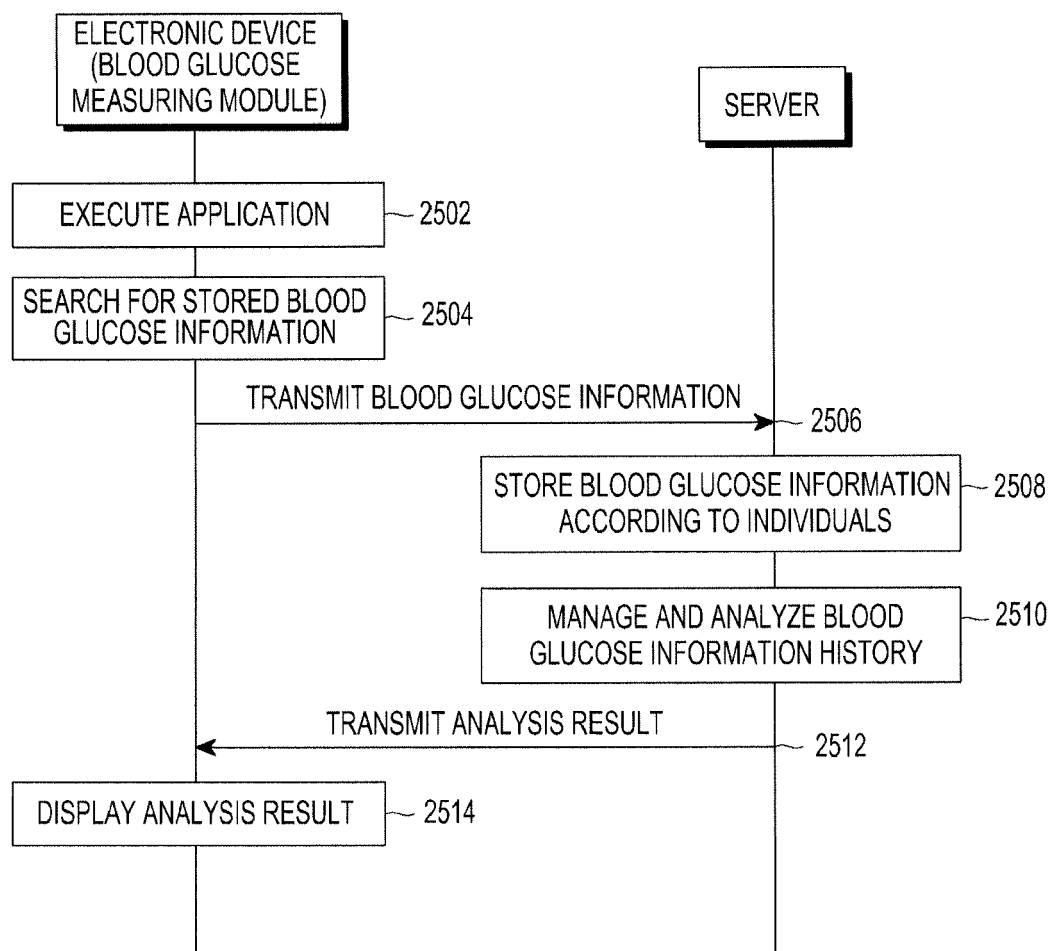 ELECTRONIC DEVICE
(BLOOD GLUCOSE
MEASURING MODULE)
SERVER
EXECUTE APPLICATION
2502
SEARCH FOR STORED BLOOD
GLUCOSE INFORMATION
2504
TRANSMIT BLOOD GLUCOSE INFORMATION
2506
STORE BLOOD GLUCOSE INFORMATION
ACCORDING TO INDIVIDUALS
2508
MANAGE AND ANALYZE BLOOD
GLUCOSE INFORMATION HISTORY
2510
TRANSMIT ANALYSIS RESULT
2512
DISPLAY ANALYSIS RESULT
2514